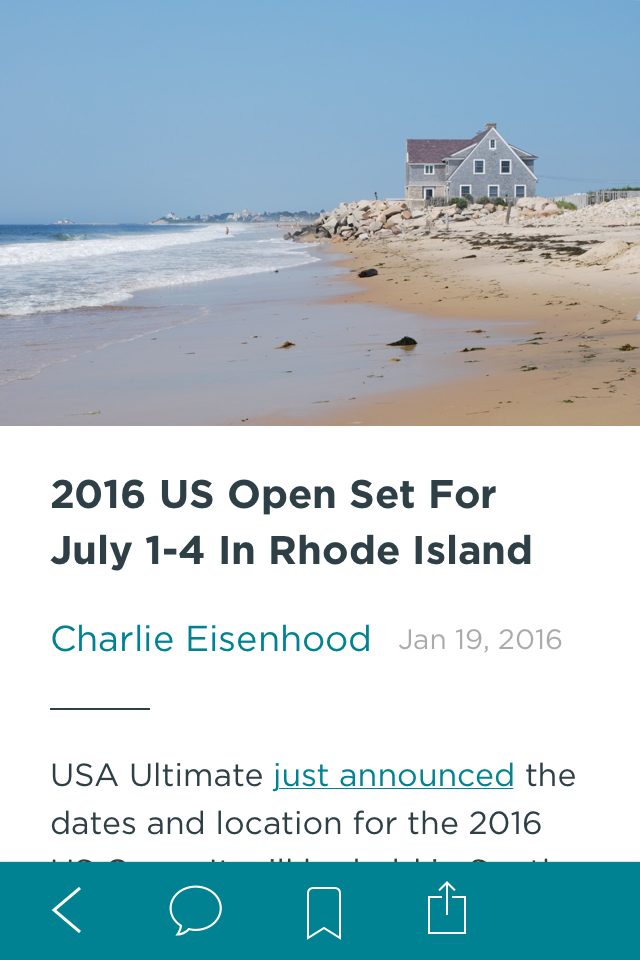 2016 US Open Set For
July 1-4 In Rhode Island
Charlie Eisenhood Jan 19, 2016
USA Ultimate just announced the
dates and location for the 2016